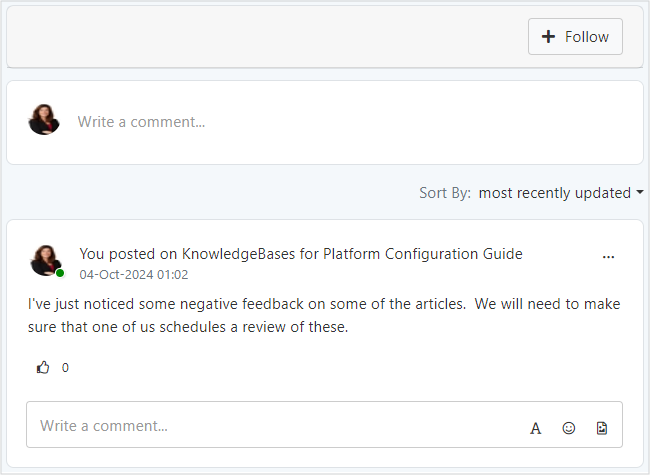 Follow
Write a comment...
Sort By: most recently updated
You posted on KnowledgeBases for Platform Configuration Guide
...
04-Oct-2024 01:02
I've just noticed some negative feedback on some of the articles.  We will need to make
sure that one of us schedules a review of these.
0
Write a comment...
A